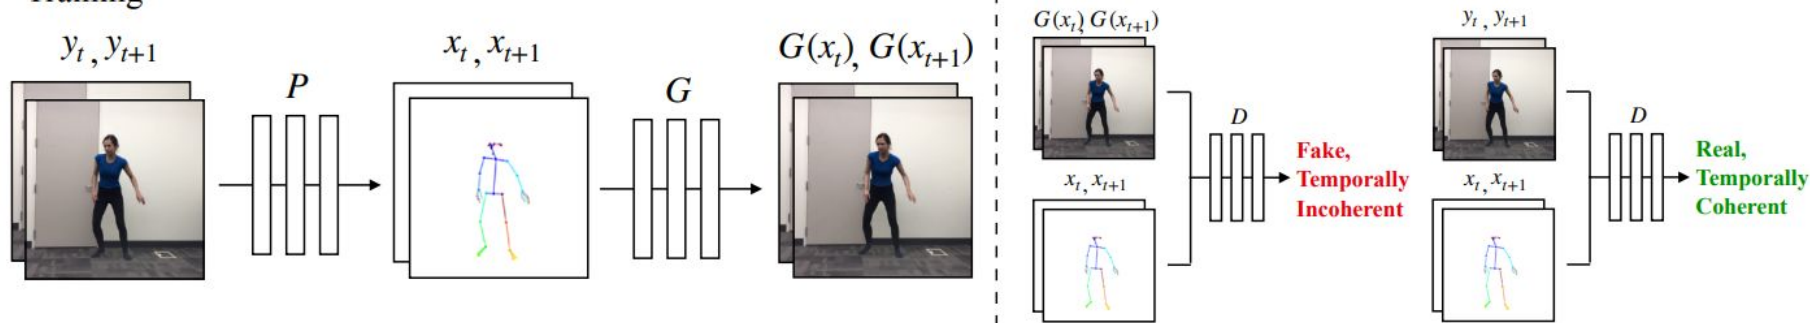 Training
y_t, y_{t+1}
P
x_t, x_{t+1}
G
G(x_t), G(x_{t+1})
G(x_t), G(x_{t+1})
x_t, x_{t+1}
D
Fake,
Temporally
Incoherent
y_t, y_{t+1}
x_t, x_{t+1}
D
Real,
Temporally
Coherent